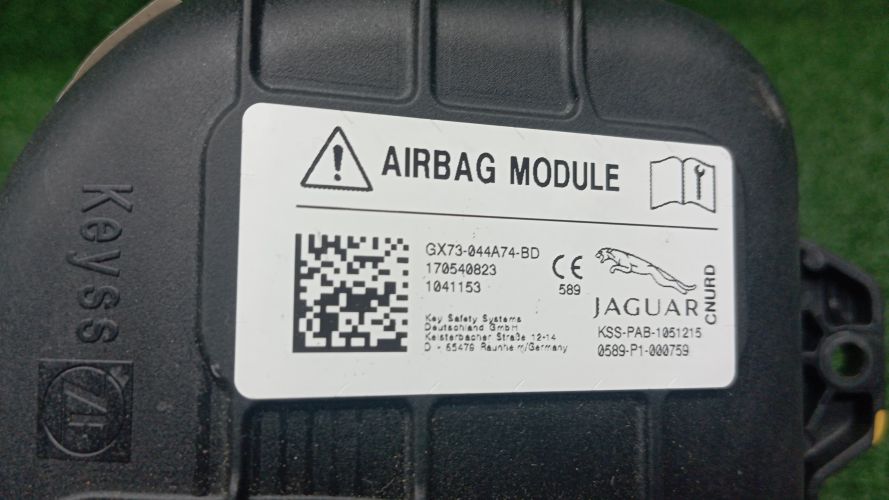 AIRBAG MODULE
GX73-044A74-BD
170540823
1041153
CE
589
JAGUAR
CNURD
KSS-PAB-1051215
0589-P1-000759
Key Safety Systems
Deutschland GmbH
Kelsterbacher Straße 12-14
D - 65479 Raunheim/Germany
Keyss